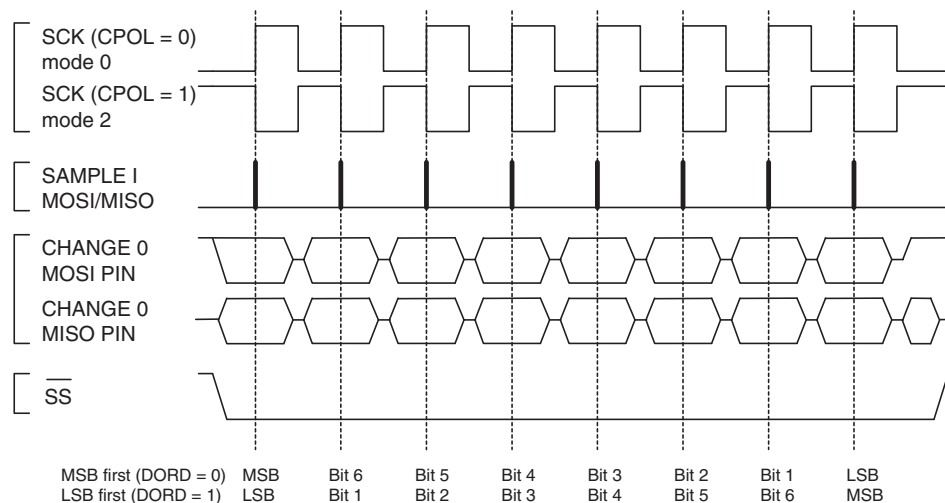 SCK (CPOL = 0)
mode 0
SCK (CPOL = 1)
mode 2
SAMPLE I
MOSI/MISO
CHANGE 0
MOSI PIN
CHANGE 0
MISO PIN
SS
MSB first (DORD = 0) MSB Bit 6 Bit 5 Bit 4 Bit 3 Bit 2 Bit 1 LSB
LSB first (DORD = 1) LSB Bit 1 Bit 2 Bit 3 Bit 4 Bit 5 Bit 6 MSB